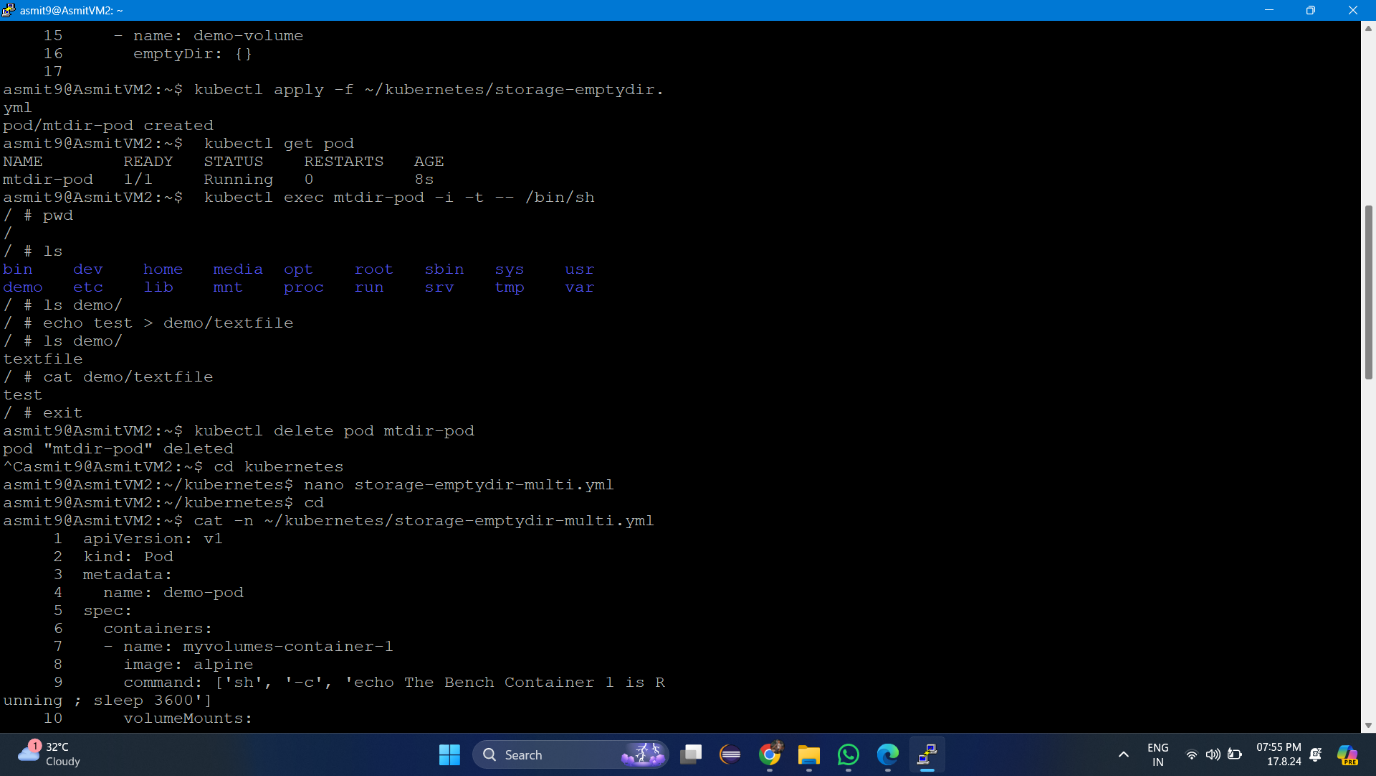 asmit9@AsmitVM2: ~
15 - name: demo-volume
16 emptyDir: {}
17
asmit9@AsmitVM2:~$ kubectl apply -f ~/kubernetes/storage-emptydir.
yml
pod/mtdir-pod created
asmit9@AsmitVM2:~$ kubectl get pod
NAME READY STATUS RESTARTS AGE
mtdir-pod 1/1 Running 0 8s
asmit9@AsmitVM2:~$ kubectl exec mtdir-pod -i -t -- /bin/sh
/ # pwd
/
/ # ls
bin dev home media opt root sbin sys usr
demo etc lib mnt proc run srv tmp var
/ # ls demo/
/ # echo test > demo/textfile
/ # ls demo/
textfile
/ # cat demo/textfile
test
/ # exit
asmit9@AsmitVM2:~$ kubectl delete pod mtdir-pod
pod "mtdir-pod" deleted
^Casmit9@AsmitVM2:~$ cd kubernetes
asmit9@AsmitVM2:~/kubernetes$ nano storage-emptydir-multi.yml
asmit9@AsmitVM2:~/kubernetes$ cd
asmit9@AsmitVM2:~$ cat -n ~/kubernetes/storage-emptydir-multi.yml
1 apiVersion: v1
2 kind: Pod
3 metadata:
4 name: demo-pod
5 spec:
6 containers:
7 - name: myvolumes-container-1
8 image: alpine
9 command: ['sh', '-c', 'echo The Bench Container 1 is R
unning ; sleep 3600']
10 volumeMounts:
1
32°C
Cloudy
Search
ENG
IN
07:55 PM
17.8.24
PRE